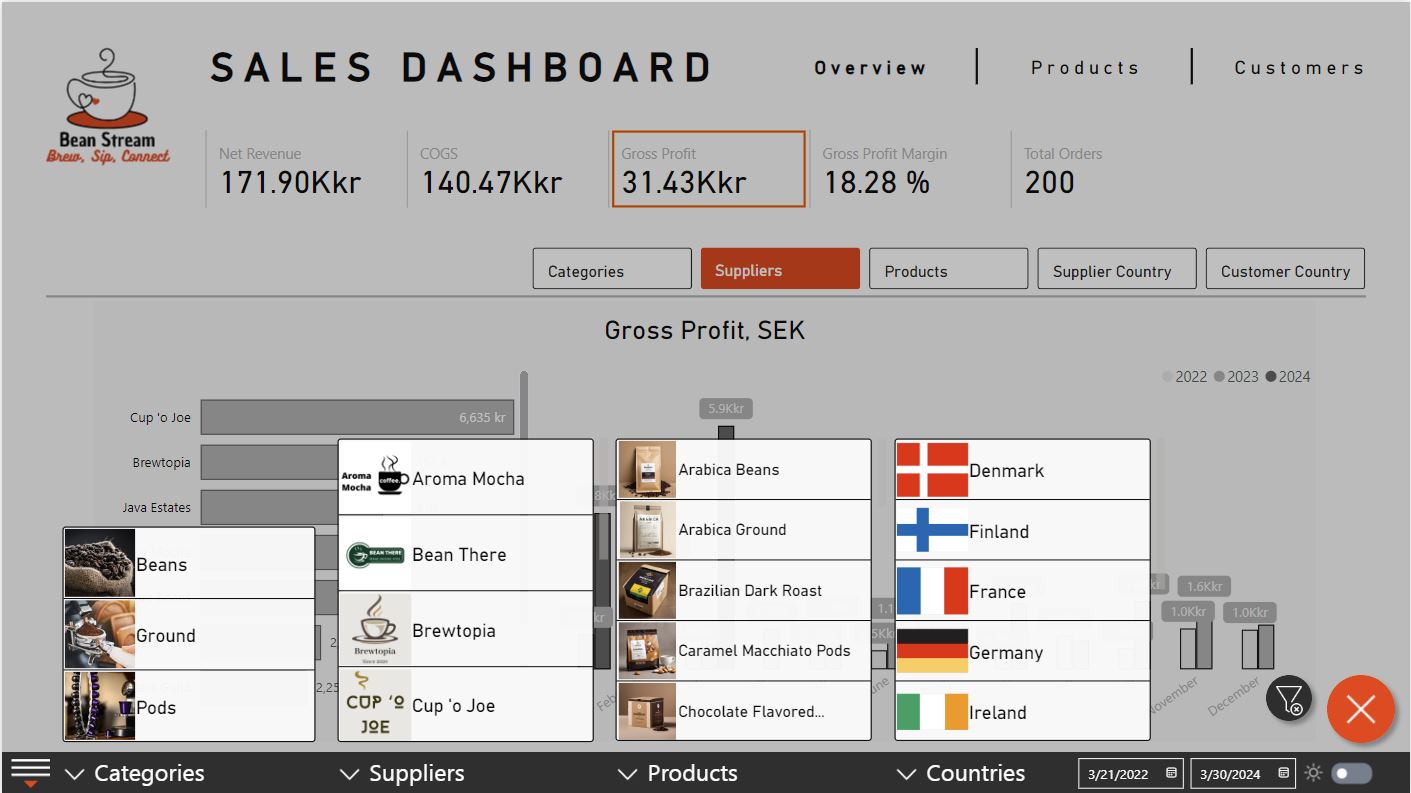 SALES DASHBOARD
Overview
Products
Customers
Bean Stream
Brew, Sip, Connect
Net Revenue
171.90Kkr
COGS
140.47Kkr
Gross Profit
31.43Kkr
Gross Profit Margin
18.28 %
Total Orders
200
Categories
Suppliers
Products
Supplier Country
Customer Country
Gross Profit, SEK
2022
2023
2024
Cup 'o Joe
6,635 kr
Brewtopia
Java Estates
5.9Kkr
1.6Kkr
1.0Kkr
1.0Kkr
November
December
Beans
Ground
Pods
Aroma
Mocha
coffee.
Aroma Mocha
BEAN THERE
Bean There
Brewtopia
Since 2024
Brewtopia
CUP 'O
JOE
Cup 'o Joe
Arabica Beans
Arabica Ground
Brazilian Dark Roast
Caramel Macchiato Pods
Chocolate Flavored...
Denmark
Finland
France
Germany
Ireland
Categories
Suppliers
Products
Countries
3/21/2022
3/30/2024